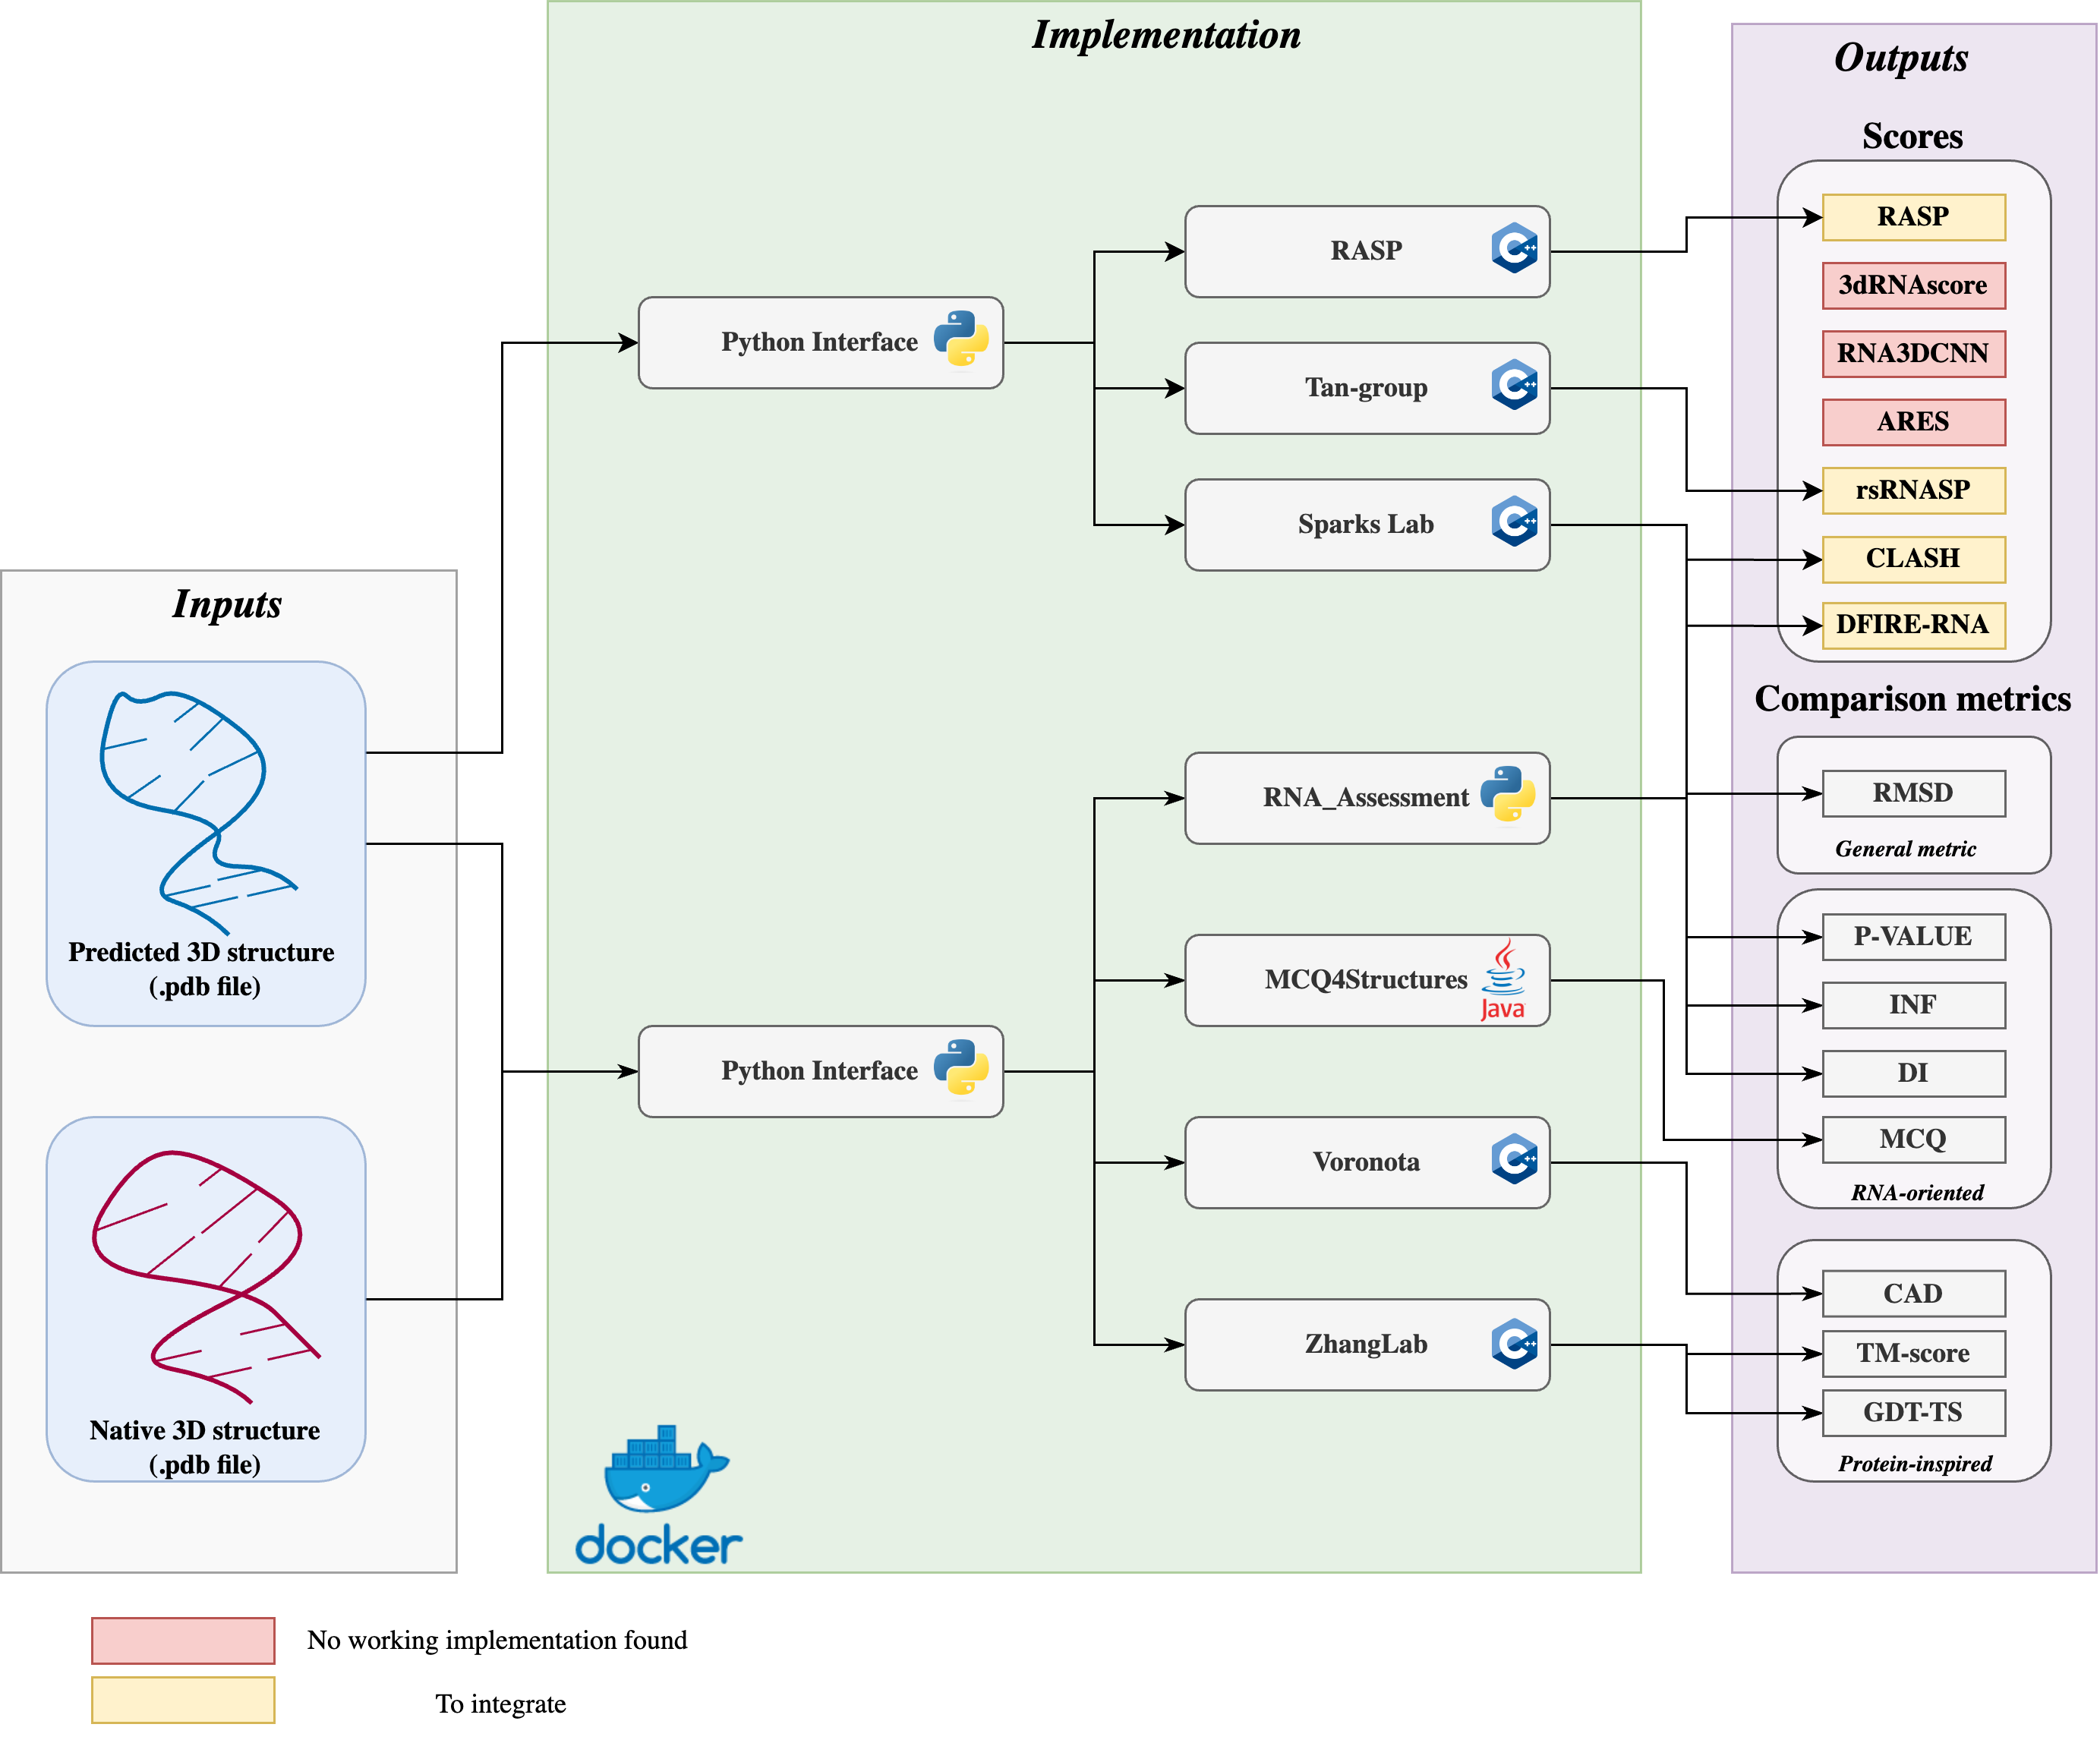 Implementation
Outputs
Scores
RASP
RASP
3dRNAscore
Python Interface
RNA3DCNN
Tan-group
ARES
rsRNASP
Sparks Lab
CLASH
DFIRE-RNA
Inputs
Comparison metrics
RNA_Assessment
RMSD
General metric
Predicted 3D structure
(.pdb file)
P-VALUE
MCQ4Structures
Java
INF
Python Interface
DI
MCQ
Voronota
RNA-oriented
CAD
ZhangLab
TM-score
GDT-TS
Native 3D structure
(.pdb file)
Protein-inspired
docker
No working implementation found
To integrate